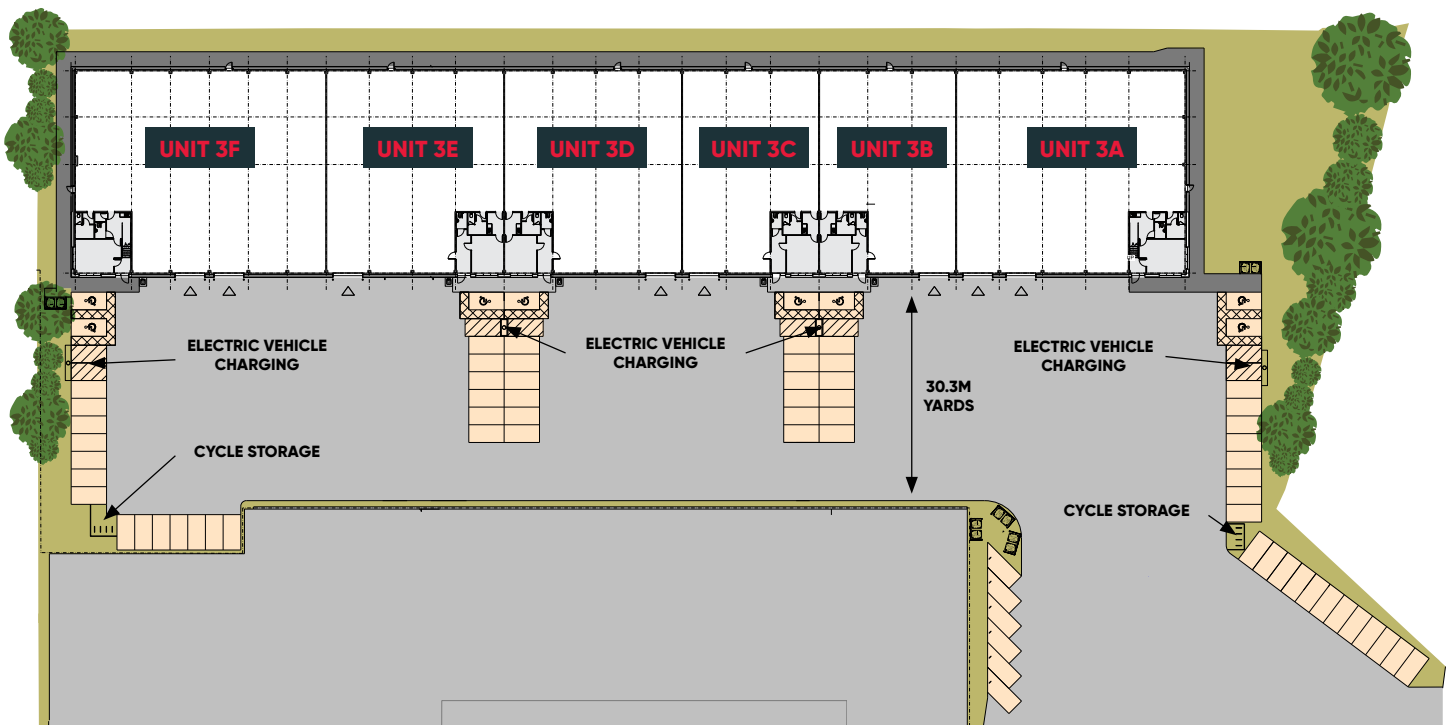 UNIT 3F
UNIT 3E
UNIT 3D
UNIT 3C
UNIT 3B
UNIT 3A
ELECTRIC VEHICLE
CHARGING
ELECTRIC VEHICLE
CHARGING
ELECTRIC VEHICLE
CHARGING
30.3M
YARDS
CYCLE STORAGE
CYCLE STORAGE